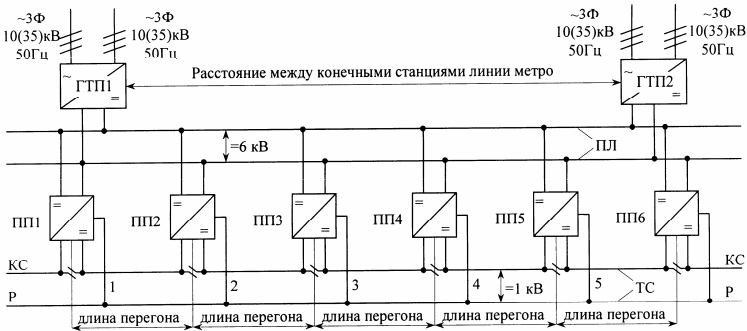 ~3Ф
10(35)кВ
50Гц
~3Ф
10(35)кВ
50Гц
~3Ф
10(35)кВ
50Гц
~3Ф
10(35)кВ
50Гц
~
ГТП1
=
Расстояние между конечными станциями линии метро
~
ГТП2
=
=6 кВ
ПЛ
ПП1
=
=
ПП2
=
=
ПП3
=
=
ПП4
=
=
ПП5
=
=
ПП6
=
=
КС
КС
1
2
3
4
=1 кВ
5
ТС
Р
Р
длина перегона
длина перегона
длина перегона
длина перегона
длина перегона